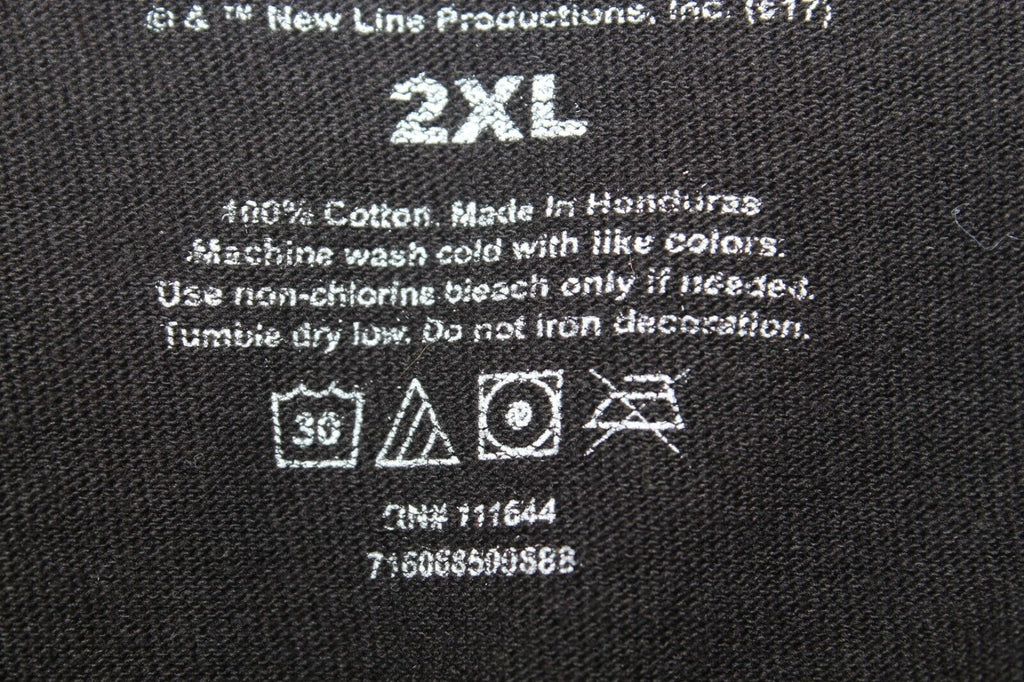 © & ™ New Line Productions, Inc. (s17)
2XL
100% Cotton. Made In Honduras
Machine wash cold with like colors.
Use non-chlorine bleach only if needed.
Tumble dry low. Do not iron decoration.
30
RN# 111644